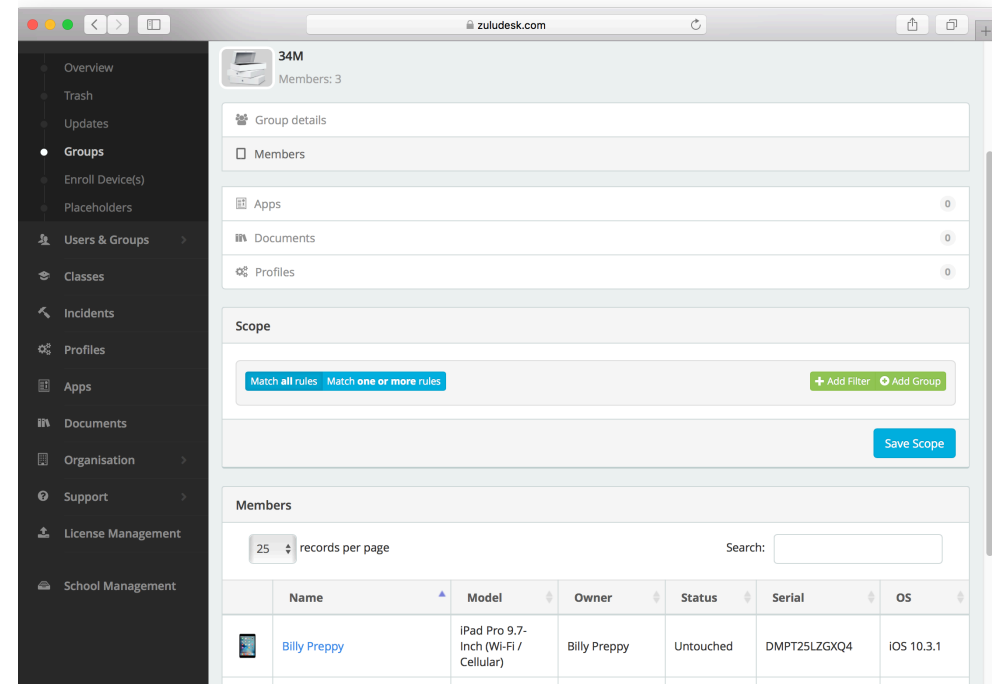 zuludesk.com
Overview
Trash
Updates
Groups
Enroll Device(s)
Placeholders
Users & Groups
Classes
Incidents
Profiles
Apps
Documents
Organisation
Support
License Management
School Management
34M
Members: 3
Group details
Members
Apps 0
Documents 0
Profiles 0
Scope
Match all rules Match one or more rules Add Filter Add Group
Save Scope
Members
25 records per page Search:
Name Model Owner Status Serial OS
Billy Preppy iPad Pro 9.7-Inch (Wi-Fi / Cellular) Billy Preppy Untouched DMPT25LZGXQ4 iOS 10.3.1